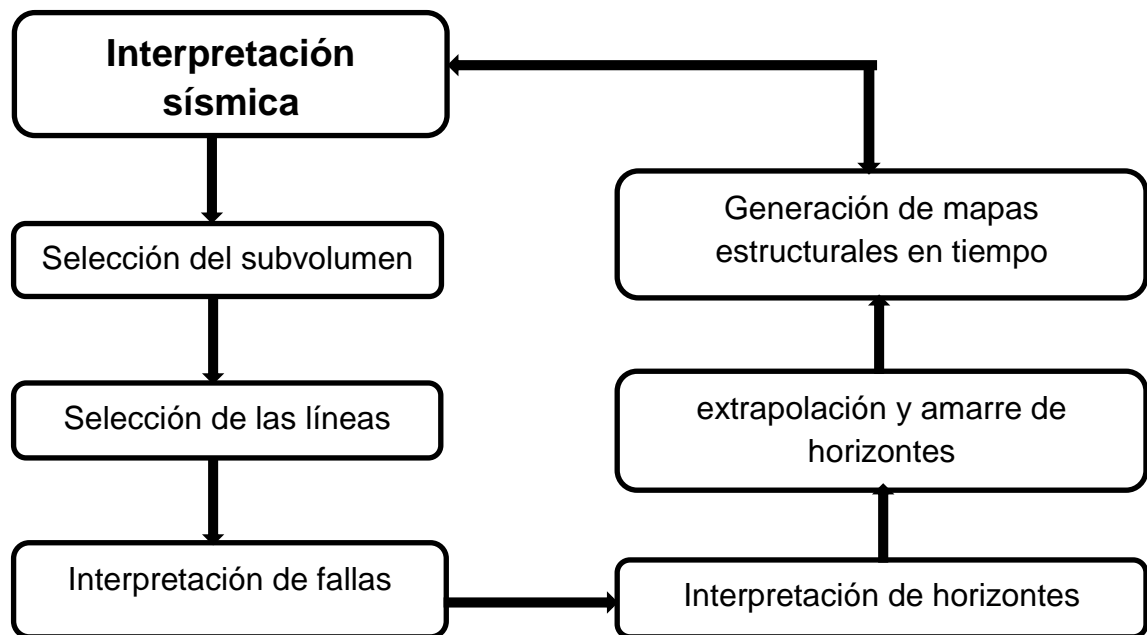 Interpretación
sísmica
Selección del subvolumen
Selección de las líneas
Interpretación de fallas
Interpretación de horizontes
extrapolación y amarre de
horizontes
Generación de mapas
estructurales en tiempo